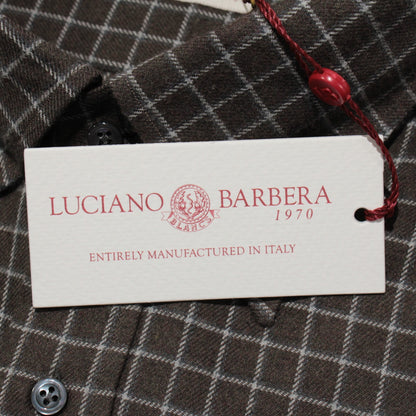 LUCIANO BARBERA
1970
ENTIRELY MANUFACTURED IN ITALY